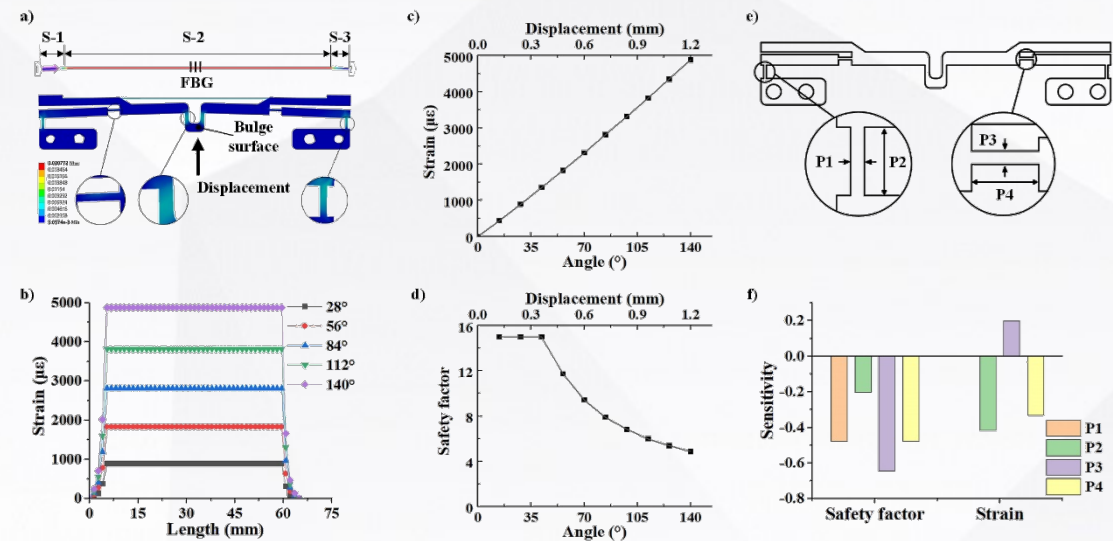 a)
S-1
S-2
S-3
FBG
Bulge
surface
Displacement
b)
Strain (με)
5000
4000
3000
2000
1000
0
0
15
30
45
60
75
Length (mm)
28°
56°
84°
112°
140°
c)
Displacement (mm)
0.0
0.3
0.6
0.9
1.2
Strain (με)
5000
4000
3000
2000
1000
0
0
35
70
105
140
Angle (°)
d)
Displacement (mm)
0.0
0.3
0.6
0.9
1.2
Safety factor
16
12
8
4
0
0
35
70
105
140
Angle (°)
e)
P1
P2
P3
P4
f)
Sensitivity
0.2
0.0
-0.2
-0.4
-0.6
-0.8
Safety factor
Strain
P1
P2
P3
P4